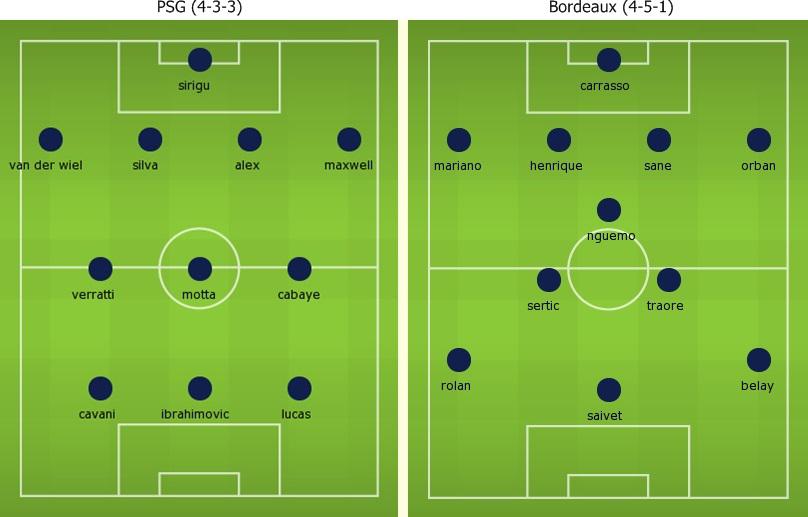 PSG (4-3-3)
sirigu
van der wiel silva alex maxwell
verratti motta cabaye
cavani ibrahimovic lucas
Bordeaux (4-5-1)
carrasso
mariano henrique sane orban
nguemo
sertic traore
rolan belay
saivet